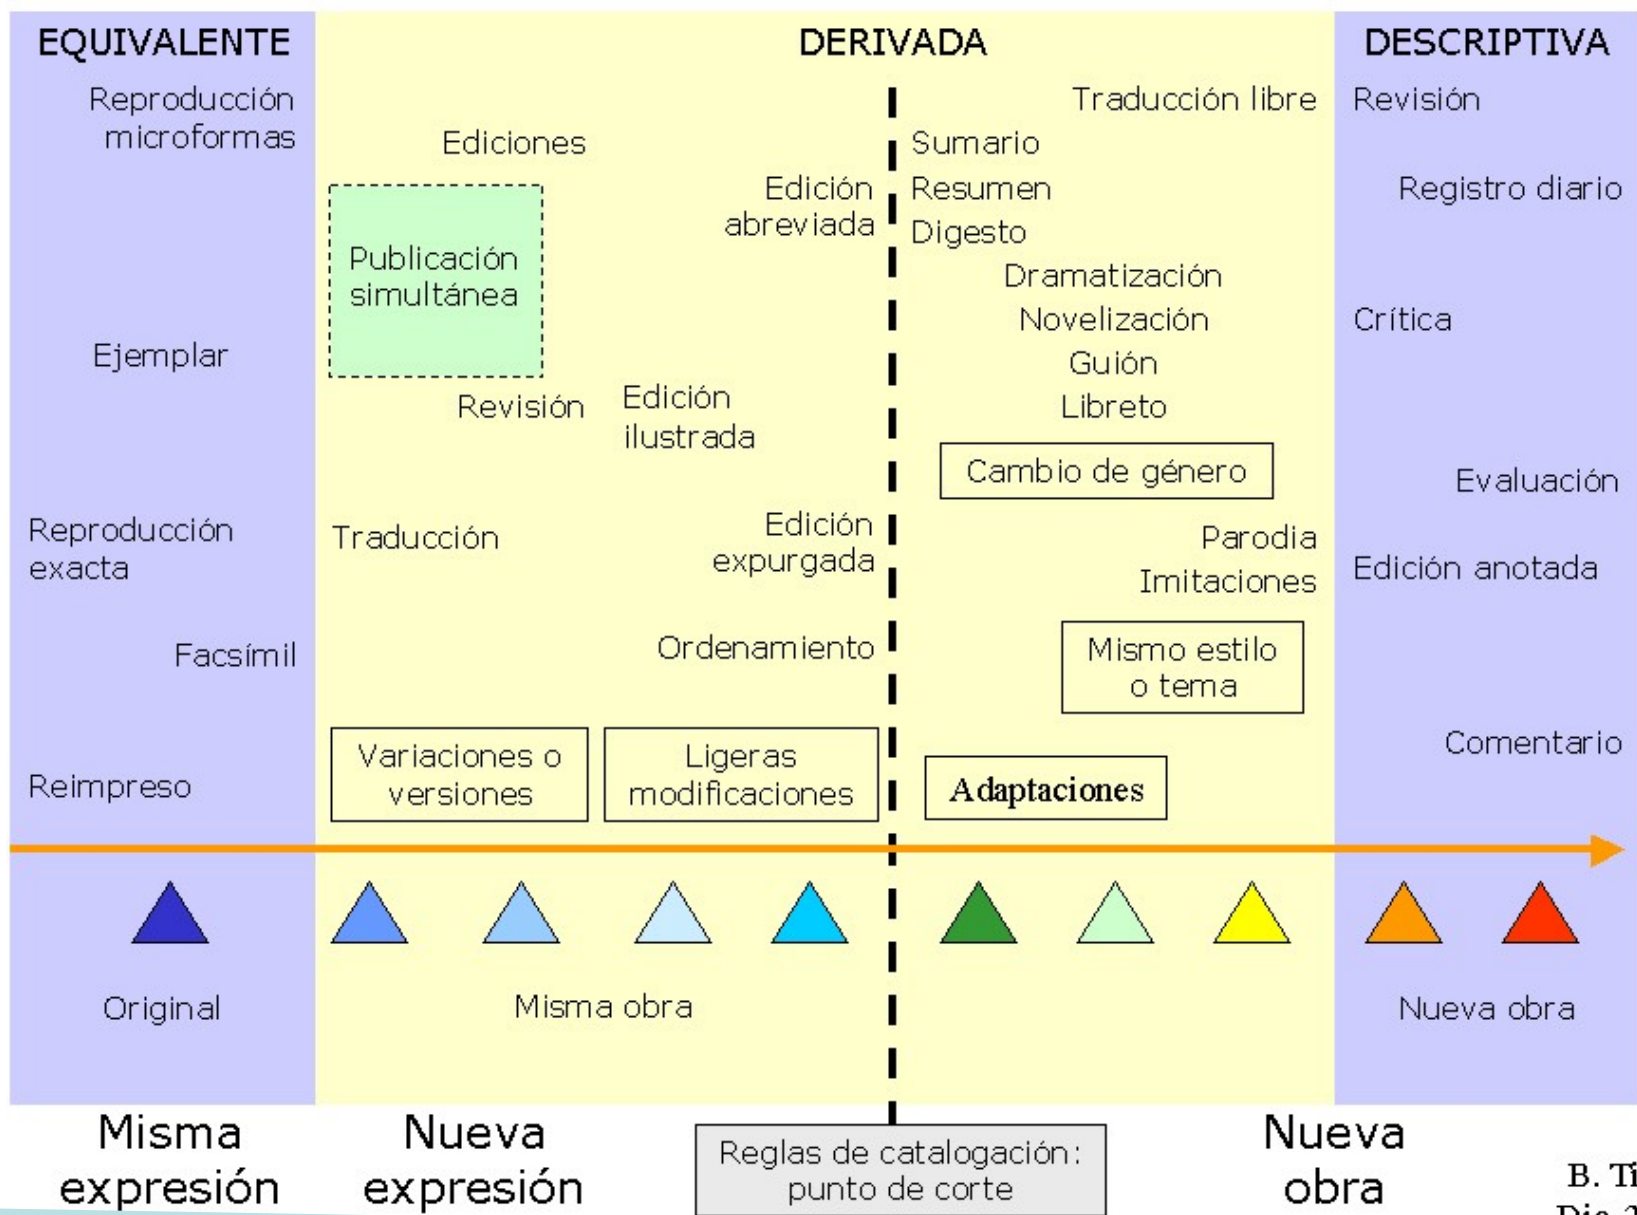 EQUIVALENTE
Reproducción
microformas
Ejemplar
Reproducción
exacta
Facsímil
Reimpreso
DERIVADA
Ediciones
Publicación
simultánea
Edición
abreviada
Revisión
Edición
ilustrada
Traducción
Edición
expurgada
Ordenamiento
Variaciones o
versiones
Ligeras
modificaciones
Traducción libre
Sumario
Resumen
Digesto
Dramatización
Novelización
Guión
Libreto
Cambio de género
Parodia
Imitaciones
Mismo estilo
o tema
Adaptaciones
DESCRIPTIVA
Revisión
Registro diario
Crítica
Evaluación
Edición anotada
Comentario
Original
Misma obra
Nueva obra
Misma
expresión
Nueva
expresión
Reglas de catalogación:
punto de corte
Nueva
obra
B.